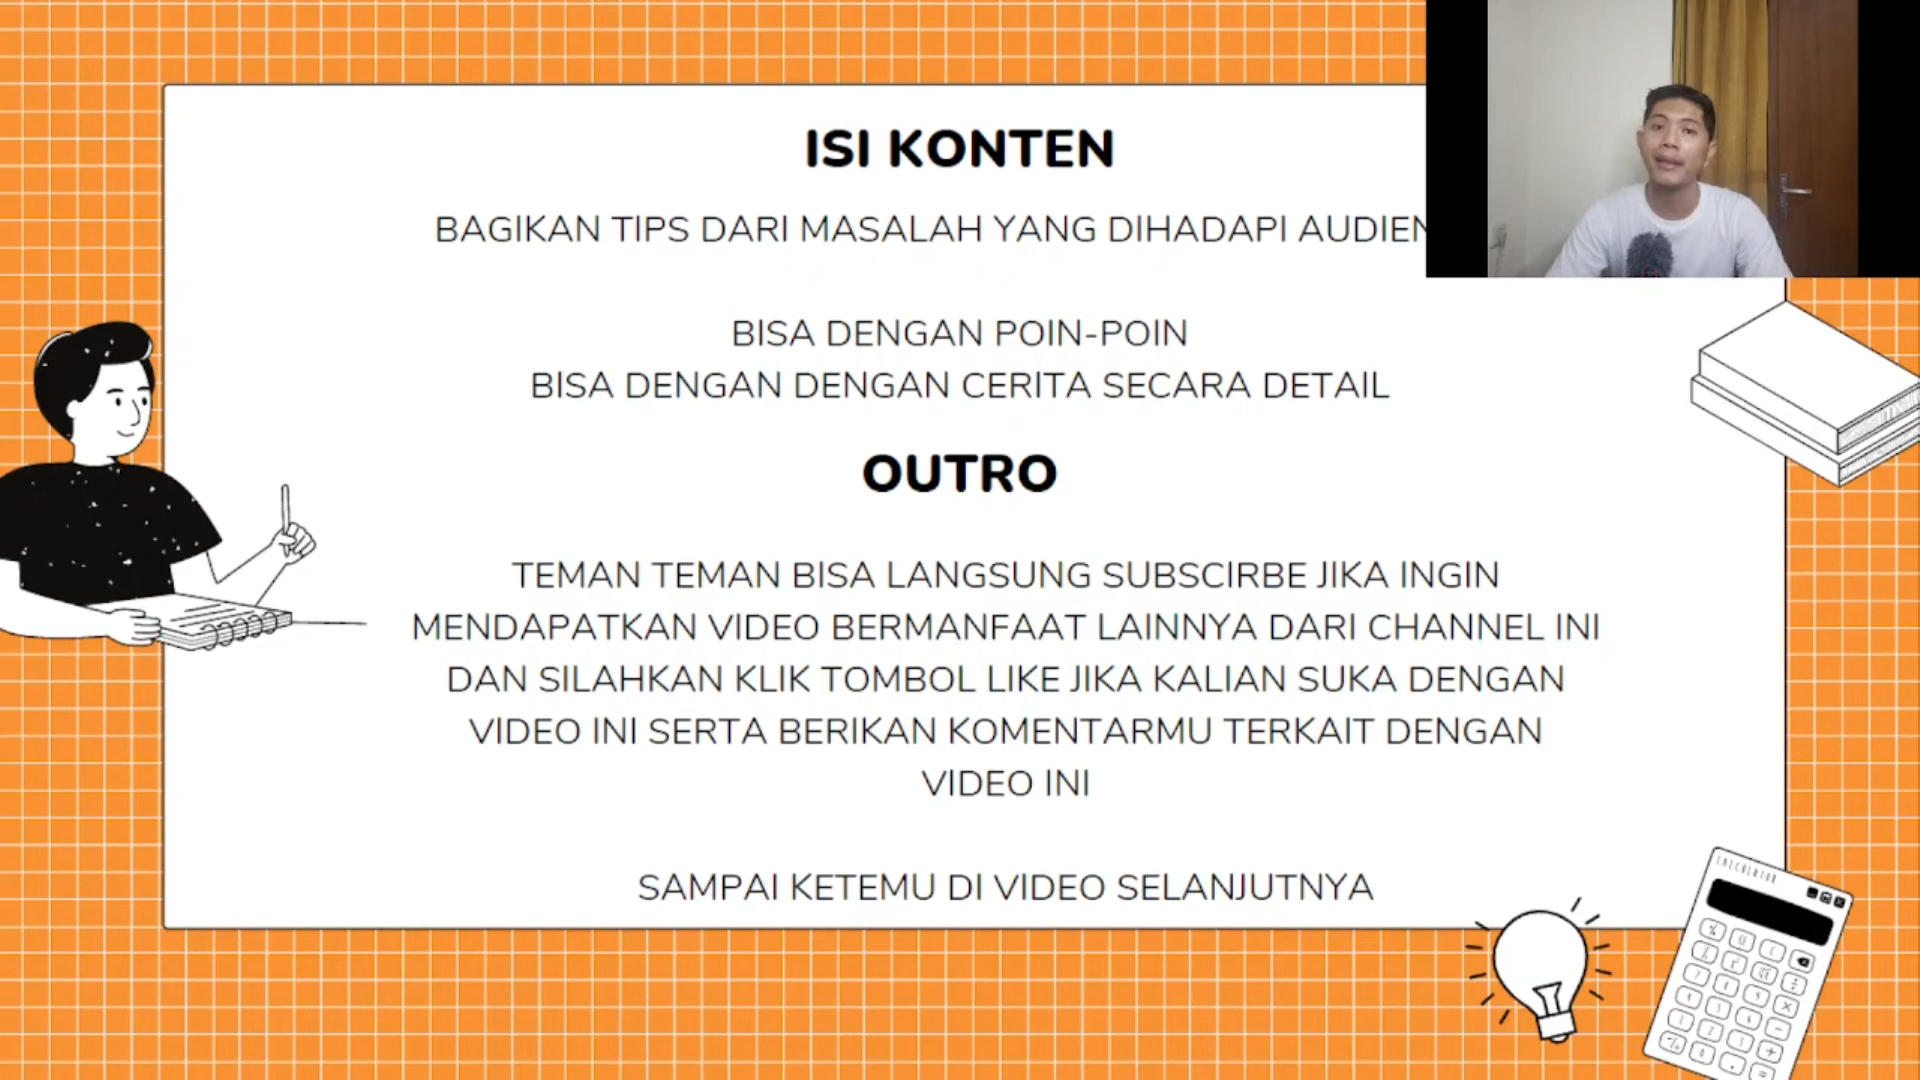 ISI KONTEN
BAGIKAN TIPS DARI MASALAH YANG DIHADAPI
BISA DENGAN POIN-POIN
BISA DENGAN DENGAN CERITA SECARA DETAIL
OUTRO
TEMAN TEMAN BISA LANGSUNG SUBSCIRBE JIKA INGIN
MENDAPATKAN VIDEO BERMANFAAT LAINNYA DARI CHANNEL INI
DAN SILAHKAN KLIK TOMBOL LIKE JIKA KALIAN SUKA DENGAN
VIDEO INI SERTA BERIKAN KOMENTARMU TERKAIT DENGAN
VIDEO INI
SAMPAI KETEMU DI VIDEO SELANJUTNYA
CALCULATOR